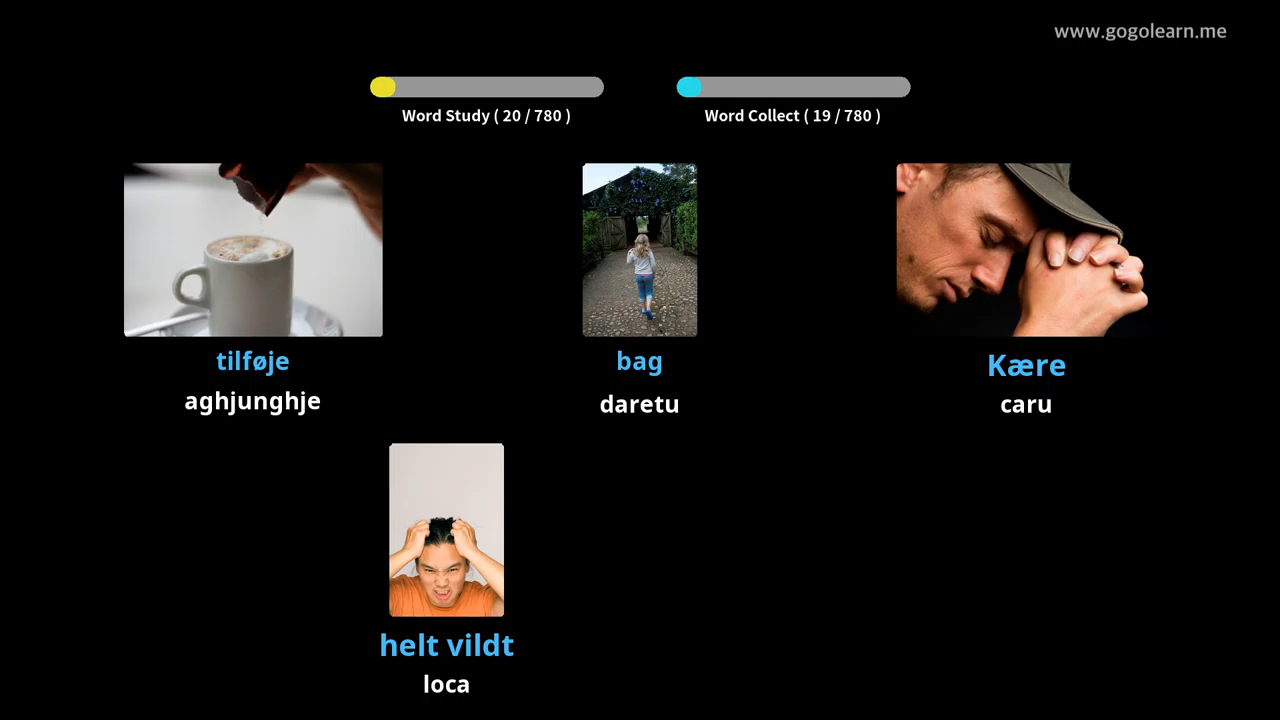 www.gogolearn.me
Word Study ( 20 / 780 )
Word Collect ( 19 / 780 )
tilføje
aghjunghje
bag
daretu
Kære
caru
helt vildt
loca